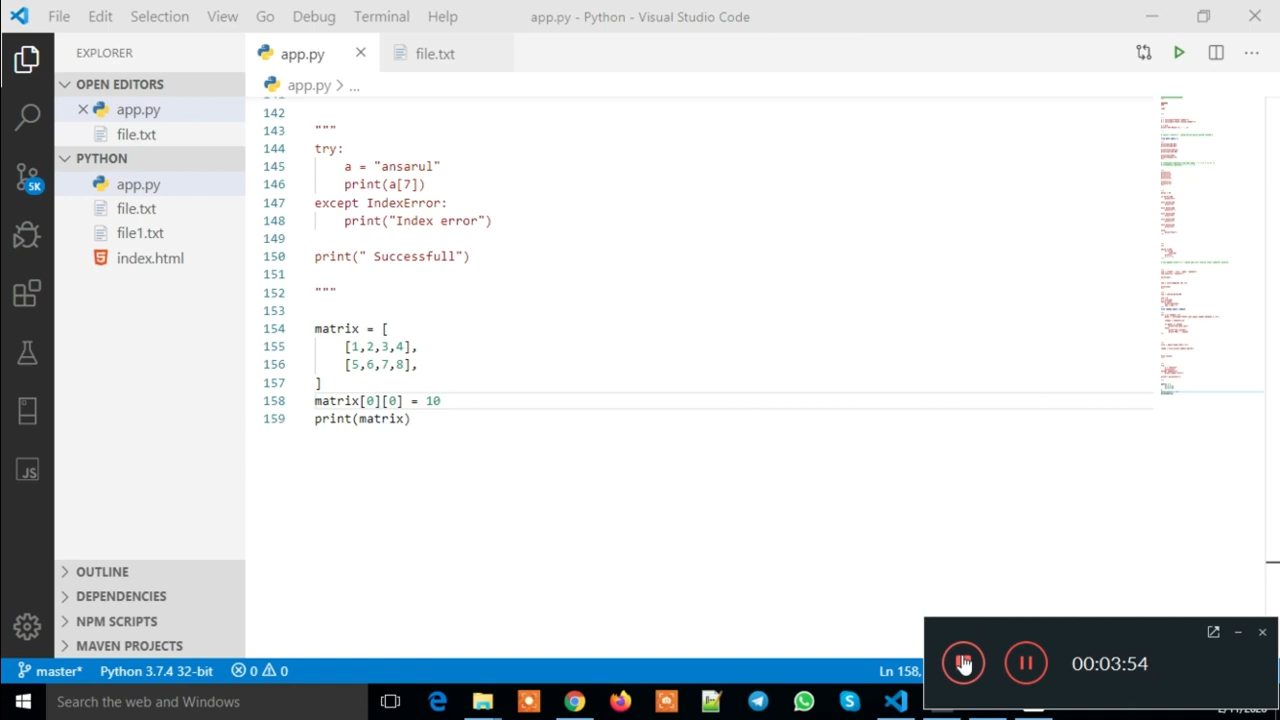 File Edit Selection View Go Debug Terminal Help app.py - Python - Visual Studio Code
EXPLORER
OPEN EDITORS
app.py
file.txt
PYTHON
app.py
file.txt
file1.txt
index.html
5K
JS
OUTLINE
DEPENDENCIES
NPM SCRIPTS
MAVEN PROJECTS
app.py file.txt
app.py > ...
142
143 """
144 try:
145 a = "ansarul"
146 print(a[7])
147 except IndexError:
148 print("Index error")
149
150 print(" Successfull")
151
152 """
153
154 matrix = [
155 [1,2,3,4],
156 [5,6,7,8],
157 ]
158 matrix[0][0] = 10
159 print(matrix)
00:03:54
master* Python 3.7.4 32-bit 0 0 Ln 158,
Search the web and Windows